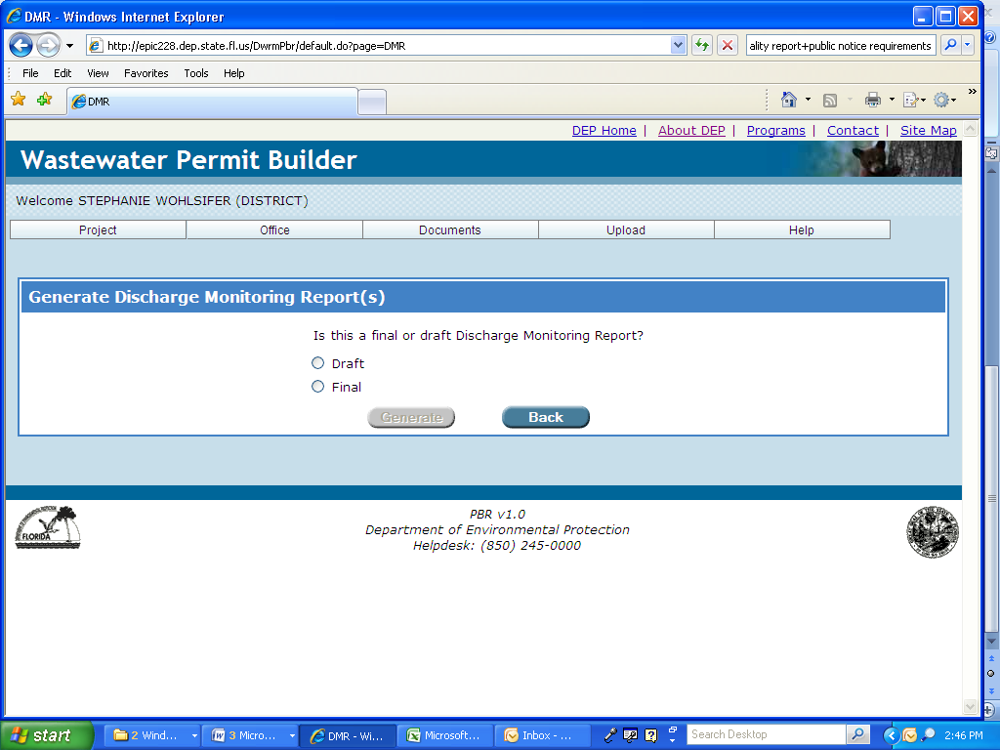 DMR - Windows Internet Explorer
http://epic228.dep.state.fl.us/DwrmPbr/default.do?page=DMR
ality report+public notice requirements
File Edit View Favorites Tools Help
DMR
DEP Home | About DEP | Programs | Contact | Site Map
Wastewater Permit Builder
Welcome STEPHANIE WOHLSIFER (DISTRICT)
Project Office Documents Upload Help
Generate Discharge Monitoring Report(s)
Is this a final or draft Discharge Monitoring Report?
Draft
Final
Generate Back
FLORIDA
PBR v1.0
Department of Environmental Protection
Helpdesk: (850) 245-0000
start 2 Wind... 3 Micro... DMR - Wi... Microsoft... Inbox - ... Search Desktop 2:46 PM